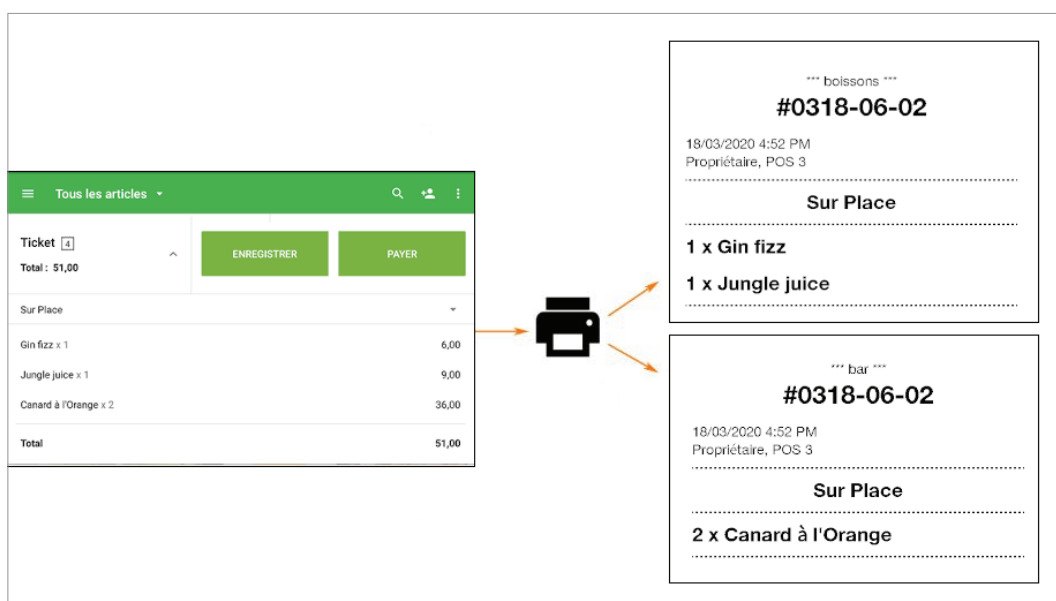 Tous les articles
Ticket 4
Total : 51,00
ENREGISTRER
PAYER
Sur Place
Gin fizz x 1 6,00
Jungle juice x 1 9,00
Canard à l'Orange x 2 36,00
Total 51,00
*** boissons ***
#0318-06-02
18/03/2020 4:52 PM
Propriétaire, POS 3
Sur Place
1 x Gin fizz
1 x Jungle juice
*** bar ***
#0318-06-02
18/03/2020 4:52 PM
Propriétaire, POS 3
Sur Place
2 x Canard à l'Orange